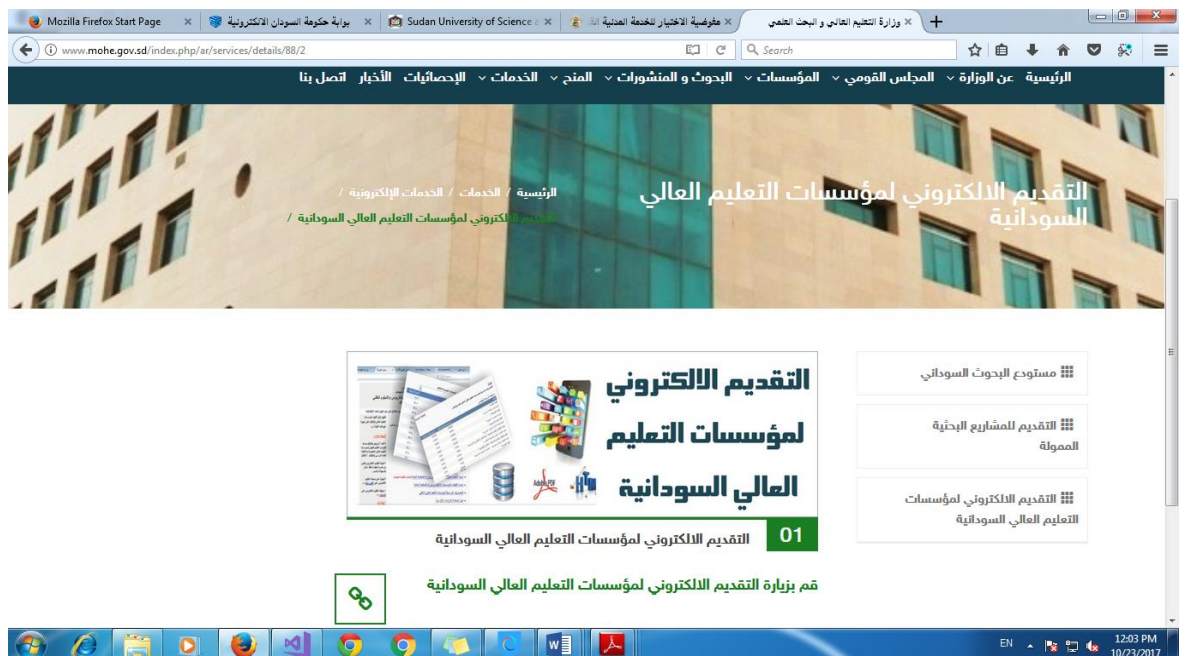 Mozilla Firefox Start Page
بوابة حكومة السودان الالكترونية
Sudan University of Science
مفوضية الاختيار للخدمة المدنية
وزارة التعليم العالي و البحث العلمي
www.mohe.gov.sd/index.php/ar/services/details/88/2
Search
الرئيسية عن الوزارة المجلس القومي المؤسسات البحوث و المنشورات المنح الخدمات الإحصائيات الأخبار اتصل بنا
التقديم الالكتروني لمؤسسات التعليم العالي
السودانية
الرئيسية / الخدمات / الخدمات الإلكترونية /
التقديم الالكتروني لمؤسسات التعليم العالي السودانية /
التقديم الالكتروني
لمؤسسات التعليم
العالي السودانية
Adobe PDF
01 التقديم الالكتروني لمؤسسات التعليم العالي السودانية
قم بزيارة التقديم الالكتروني لمؤسسات التعليم العالي السودانية
مستودع البحوث السوداني
التقديم للمشاريع البحثية
الممولة
التقديم الالكتروني لمؤسسات
التعليم العالي السودانية
EN
12:03 PM
10/23/2017